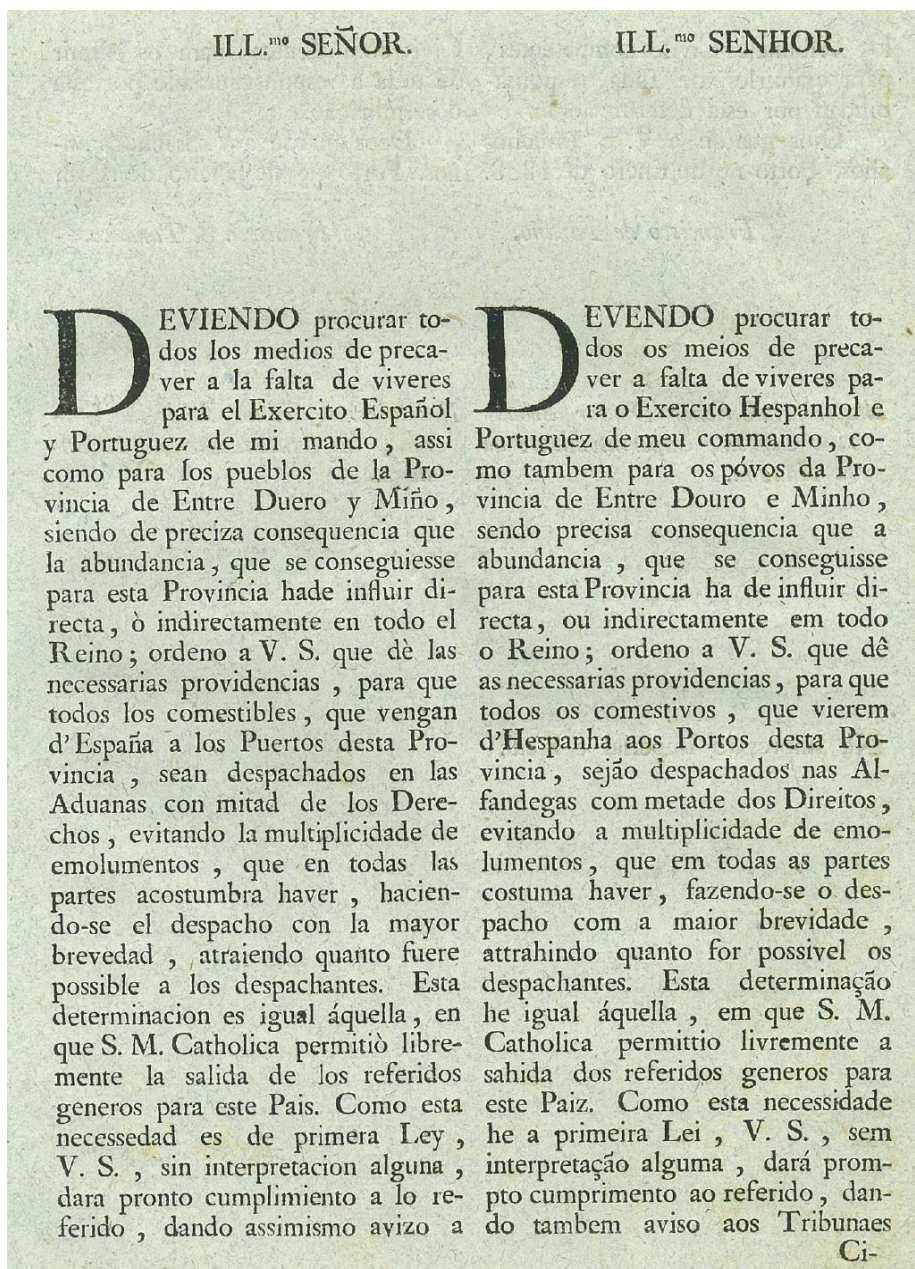 ILL.mo SEÑOR.
DEVIENDO procurar to-
dos los medios de preca-
ver a la falta de viveres
para el Exercito Español
y Portuguez de mi mando, assi
como para los pueblos de la Pro-
vincia de Entre Duero y Miño,
siendo de preciza consequencia que
la abundancia, que se conseguiesse
para esta Provincia hade influir di-
recta, ò indirectamente en todo el
Reino; ordeno a V. S. que dè las
necessarias providencias, para que
todos los comestibles, que vengan
d'España a los Puertos desta Pro-
vincia, sean despachados en las
Aduanas con mitad de los Dere-
chos, evitando la multiplicidade de
emolumentos, que en todas las
partes acostumbra haver, hacien-
do-se el despacho con la mayor
brevedad, atraiendo quanto fuere
possible a los despachantes. Esta
determinacion es igual áquella, en
que S. M. Catholica permitiò libre-
mente la salida de los referidos
generos para este Pais. Como esta
necessedad es de primera Ley,
V. S., sin interpretacion alguna,
dara pronto cumplimiento a lo re-
ferido, dando assimismo avizo a
ILL.mo SENHOR.
DEVENDO procurar to-
dos os meios de preca-
ver a falta de viveres pa-
ra o Exercito Hespanhol e
Portuguez de meu commando, co-
mo tambem para os póvos da Pro-
vincia de Entre Douro e Minho,
sendo precisa consequencia que a
abundancia, que se conseguisse
para esta Provincia ha de influir di-
recta, ou indirectamente em todo
o Reino; ordeno a V. S. que dê
as necessarias providencias, para que
todos os comestivos, que vierem
d'Hespanha aos Portos desta Pro-
vincia, sejão despachados nas Al-
fandegas com metade dos Direitos,
evitando a multiplicidade de emo-
lumentos, que em todas as partes
costuma haver, fazendo-se o des-
pacho com a maior brevidade,
attrahindo quanto for possivel os
despachantes. Esta determinação
he igual áquella, em que S. M.
Catholica permittio livremente a
sahida dos referidos generos para
este Paiz. Como esta necessidade
he a primeira Lei, V. S., sem
interpretação alguma, dará prom-
pto cumprimento ao referido, dan-
do tambem aviso aos Tribunaes
Ci-